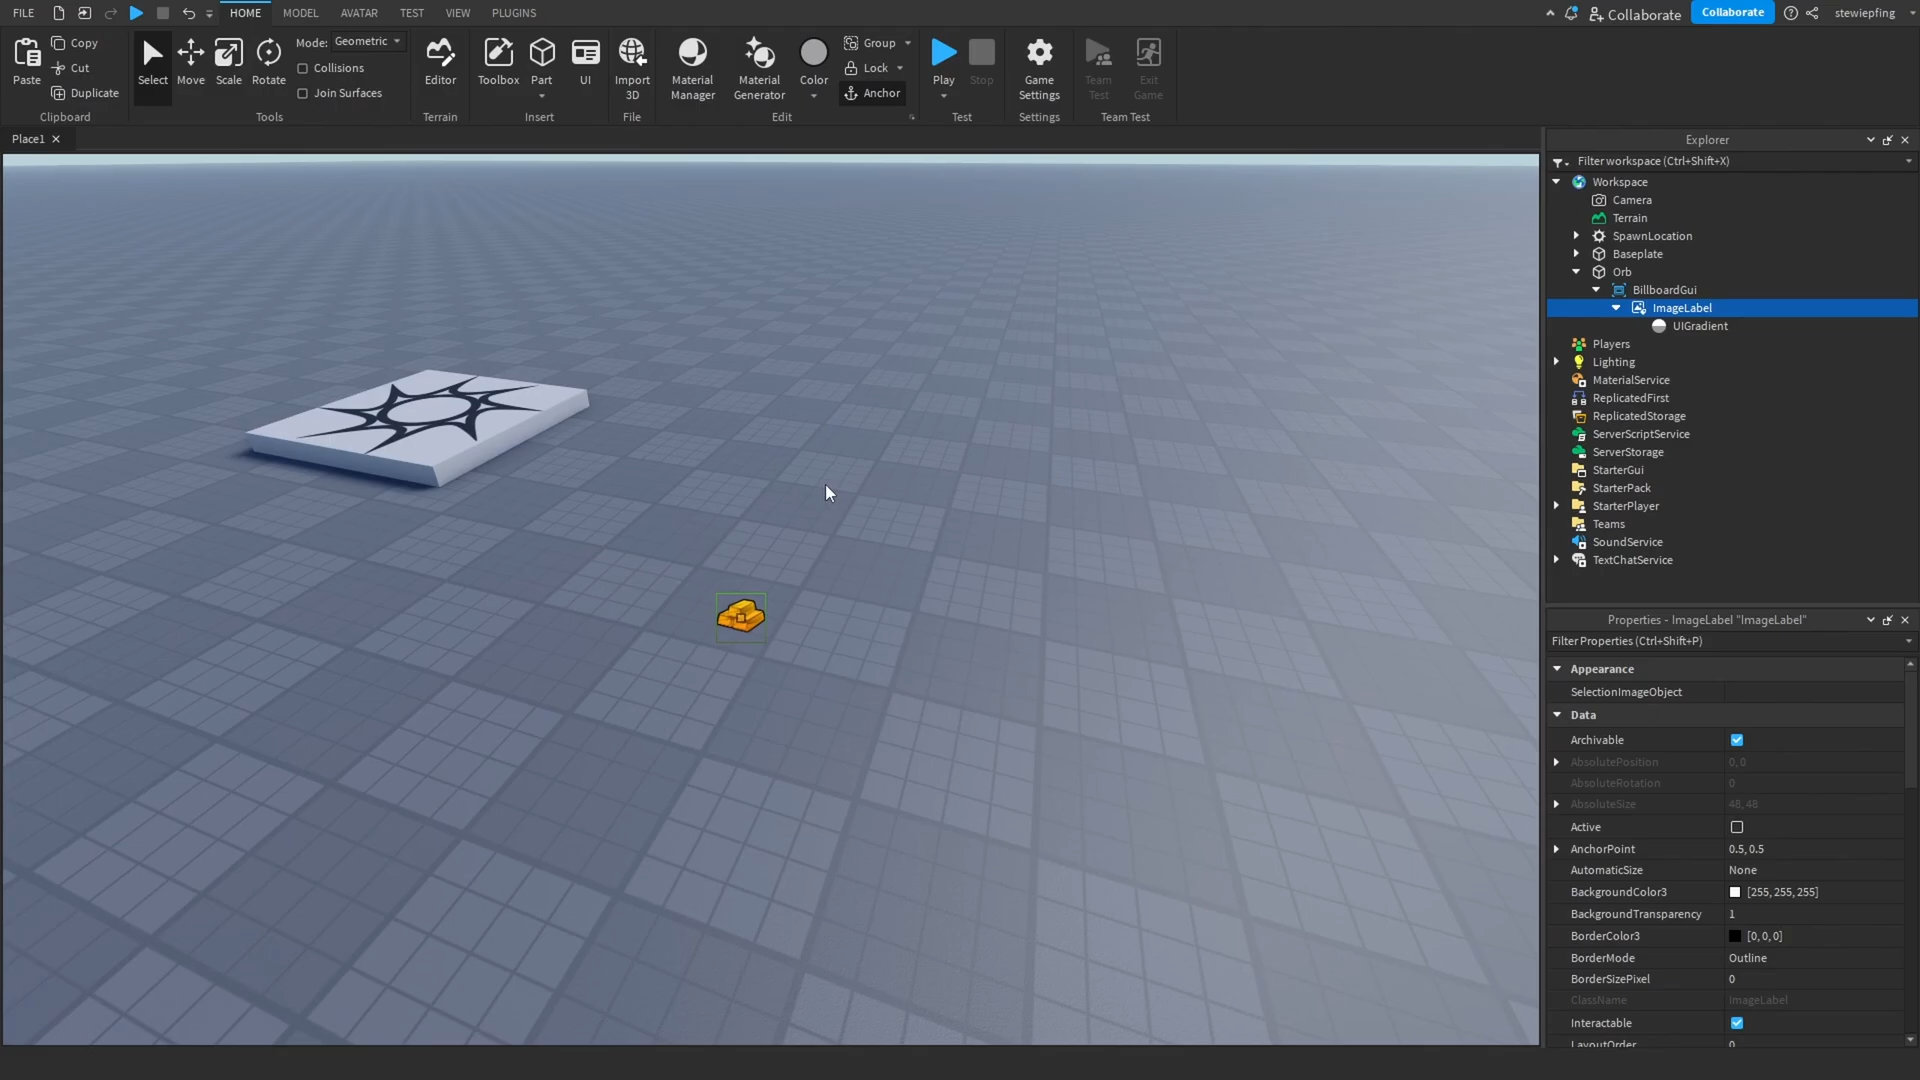 FILE HOME MODEL AVATAR TEST VIEW PLUGINS Collaborate Collaborate stewiepfing
Paste Copy Cut Duplicate Clipboard
Select Move Scale Rotate Mode: Geometric Collisions Join Surfaces Tools
Editor Terrain
Toolbox Part UI Insert
Import 3D File
Material Manager Material Generator Color Group Lock Anchor Edit
Play Stop Test
Game Settings Settings
Team Test Exit Game Team Test
Place1
Explorer
Filter workspace (Ctrl+Shift+X)
Workspace
Camera
Terrain
SpawnLocation
Baseplate
Orb
BillboardGui
ImageLabel
UIGradient
Players
Lighting
MaterialService
ReplicatedFirst
ReplicatedStorage
ServerScriptService
ServerStorage
StarterGui
StarterPack
StarterPlayer
Teams
SoundService
TextChatService
Properties - ImageLabel "ImageLabel"
Filter Properties (Ctrl+Shift+P)
Appearance
SelectionImageObject
Data
Archivable
AbsolutePosition 0, 0
AbsoluteRotation 0
AbsoluteSize 48, 48
Active
AnchorPoint 0.5, 0.5
AutomaticSize None
BackgroundColor3 [255, 255, 255]
BackgroundTransparency 1
BorderColor3 [0, 0, 0]
BorderMode Outline
BorderSizePixel 0
ClassName ImageLabel
Interactable
LayoutOrder 0